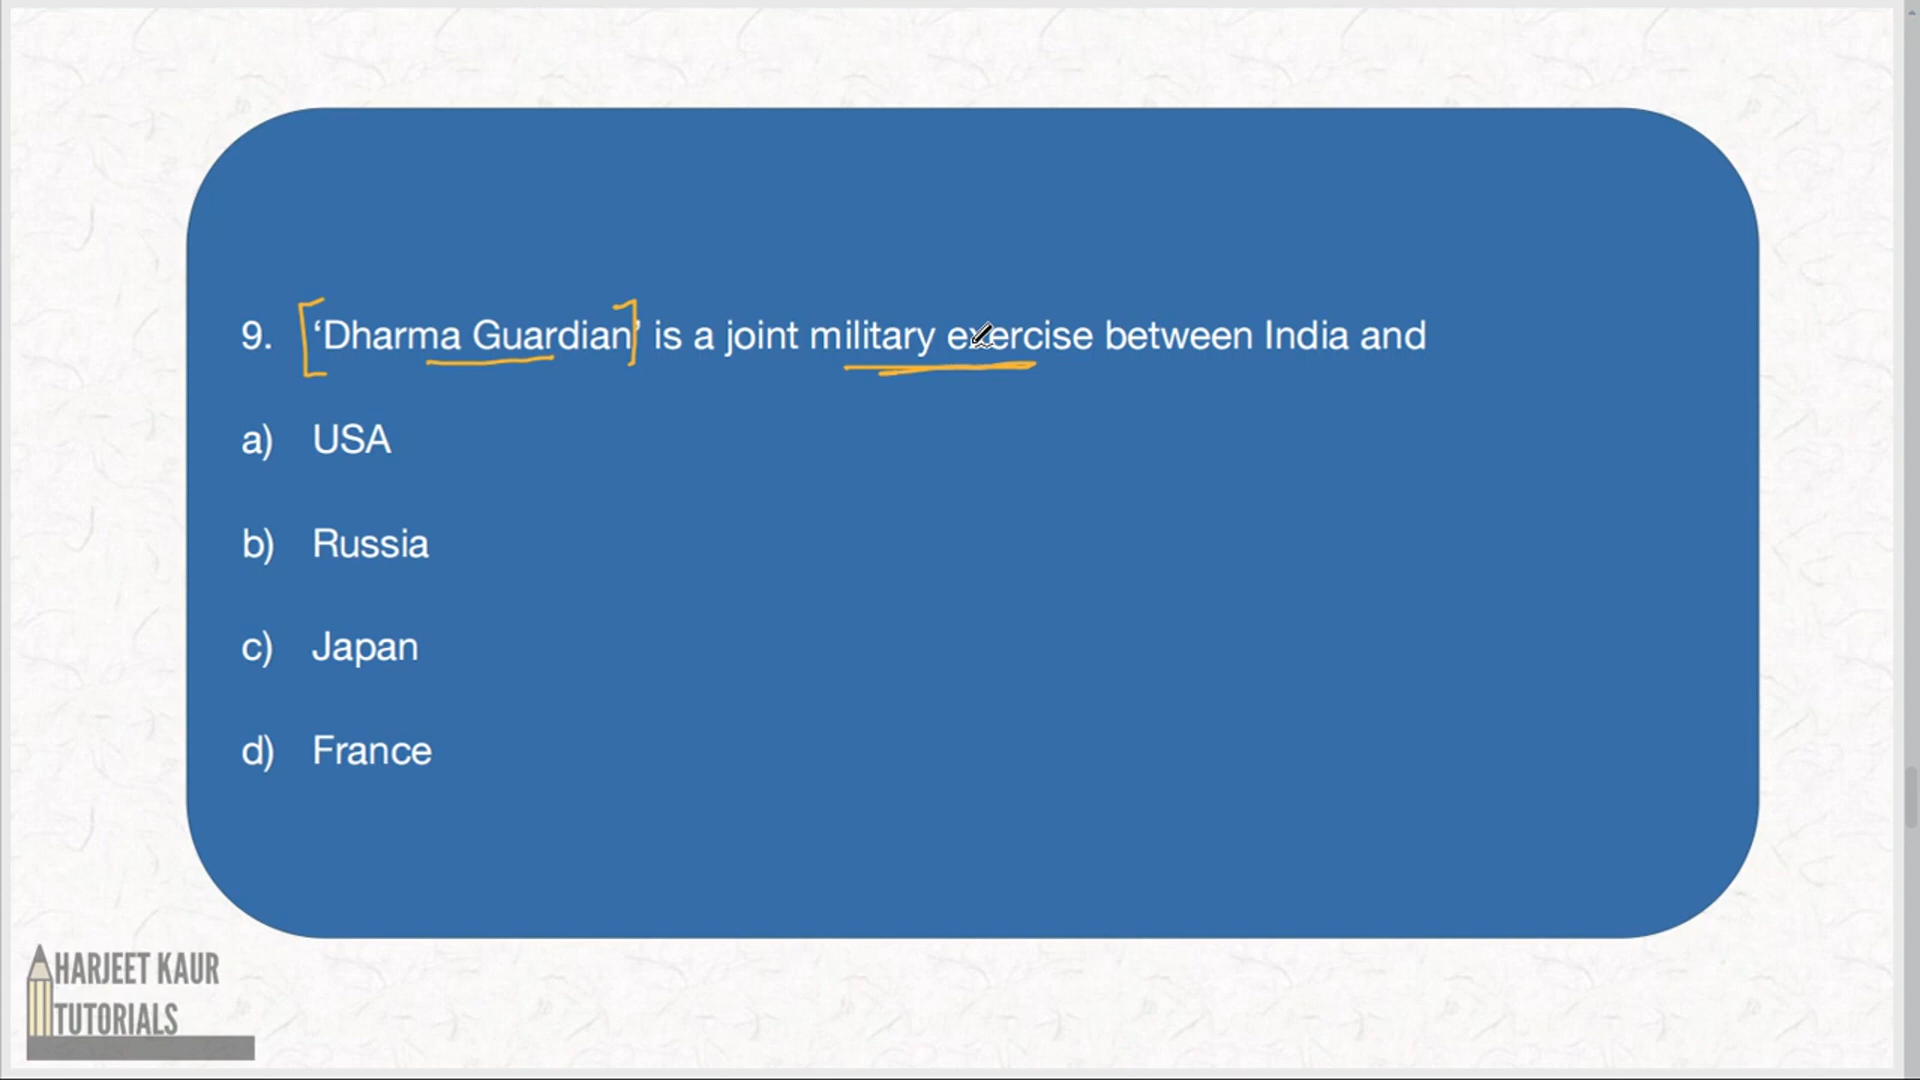 9. ‘Dharma Guardian’ is a joint military exercise between India and
a) USA
b) Russia
c) Japan
d) France
HARJEET KAUR
TUTORIALS